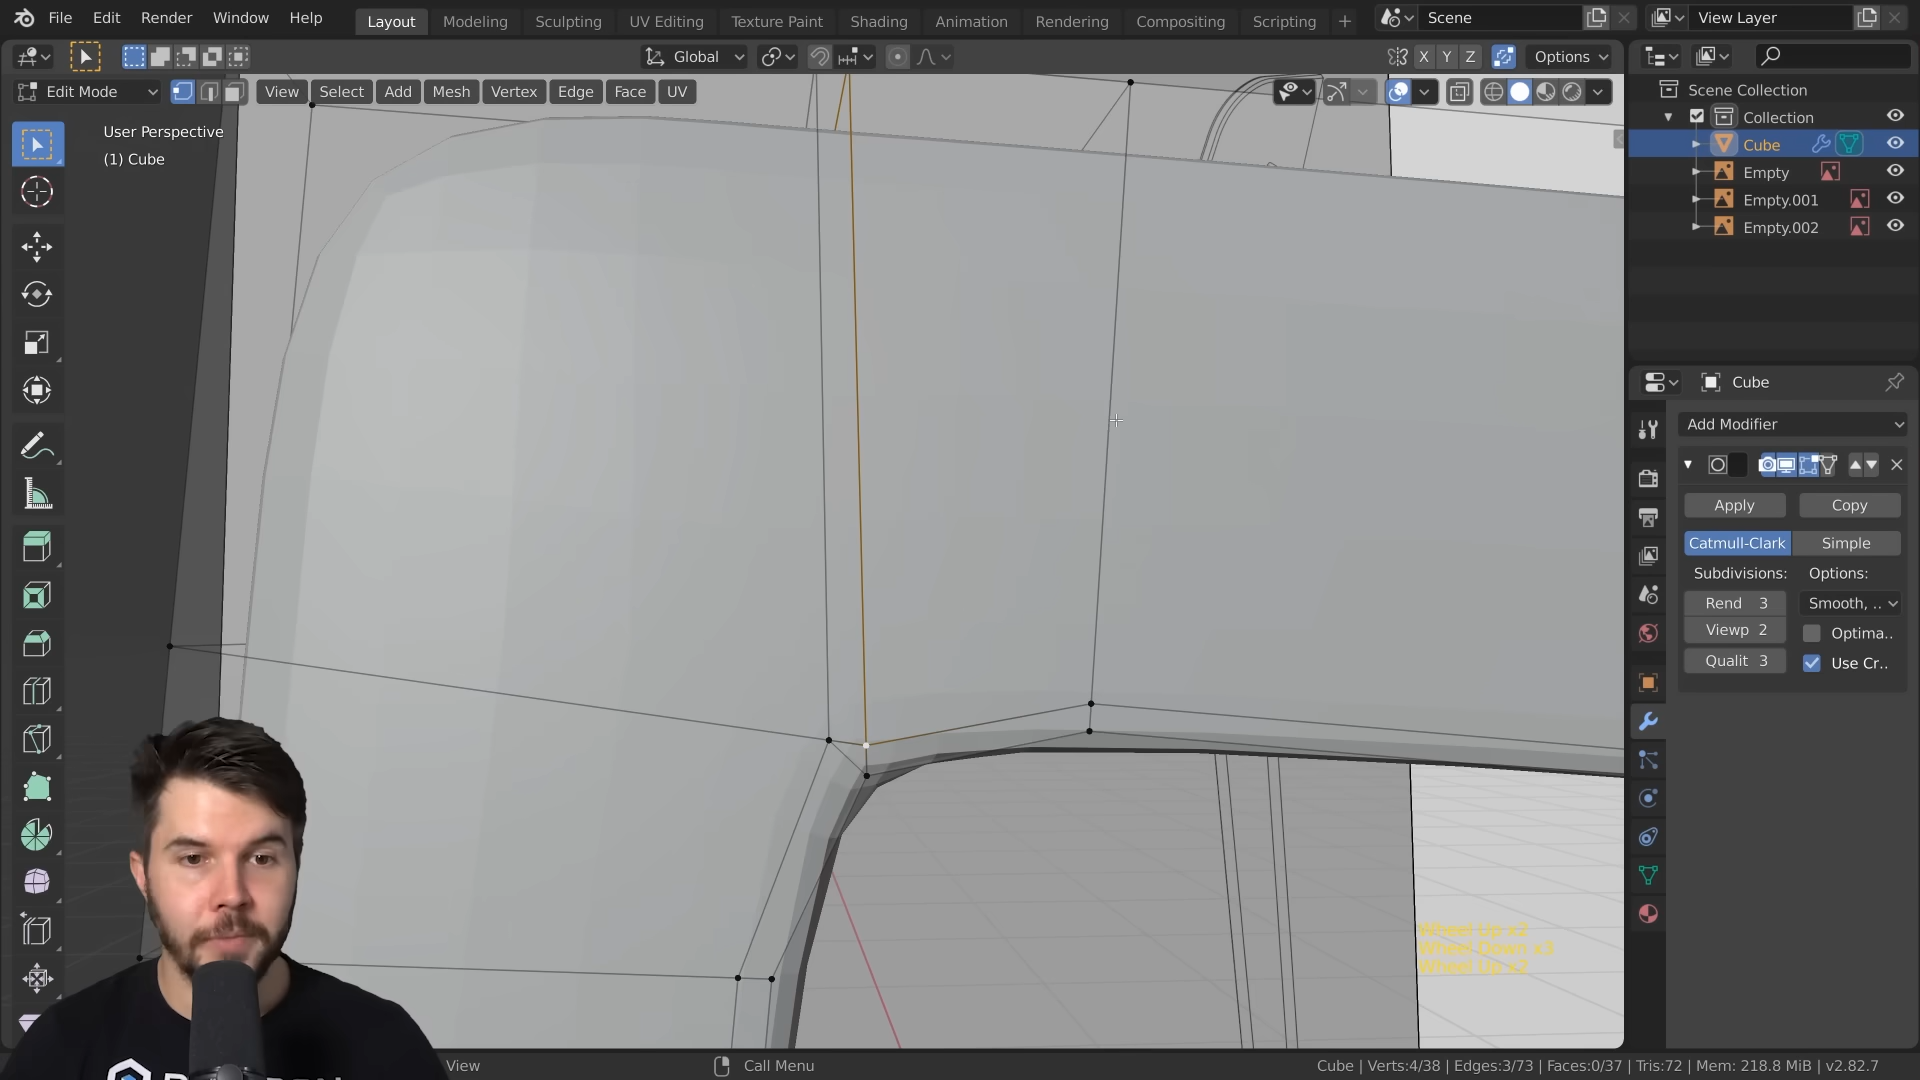 File Edit Render Window Help Layout Modeling Sculpting UV Editing Texture Paint Shading Animation Rendering Compositing Scripting + Scene View Layer
Global X Y Z Options
Edit Mode View Select Add Mesh Vertex Edge Face UV
User Perspective
(1) Cube
Scene Collection
Collection
Cube
Empty
Empty.001
Empty.002
Cube
Add Modifier
Apply Copy
Catmull-Clark Simple
Subdivisions: Options:
Rend 3 Smooth, ..
Viewp 2 Optima..
Qualit 3 Use Cr..
Wheel Up x2
Wheel Down x3
Wheel Up x2
View Call Menu Cube | Verts:4/38 | Edges:3/73 | Faces:0/37 | Tris:72 | Mem: 218.8 MiB | v2.82.7